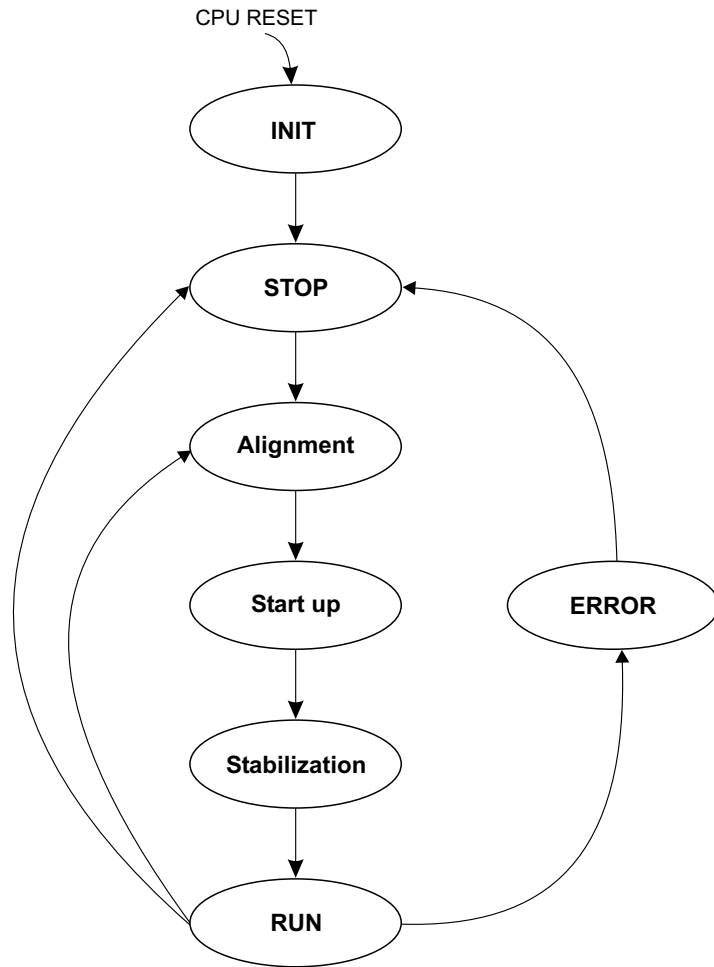 CPU RESET
INIT
STOP
Alignment
Start up
ERROR
Stabilization
RUN